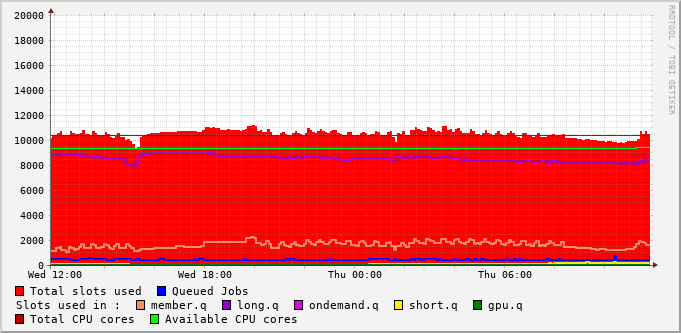 20000
18000
16000
14000
12000
10000
8000
6000
4000
2000
0
Wed 12:00 Wed 18:00 Thu 00:00 Thu 06:00
Total slots used Queued Jobs
Slots used in : member.q long.q ondemand.q short.q gpu.q
Total CPU cores Available CPU cores
RRDTOOL / TOBI OETIKER